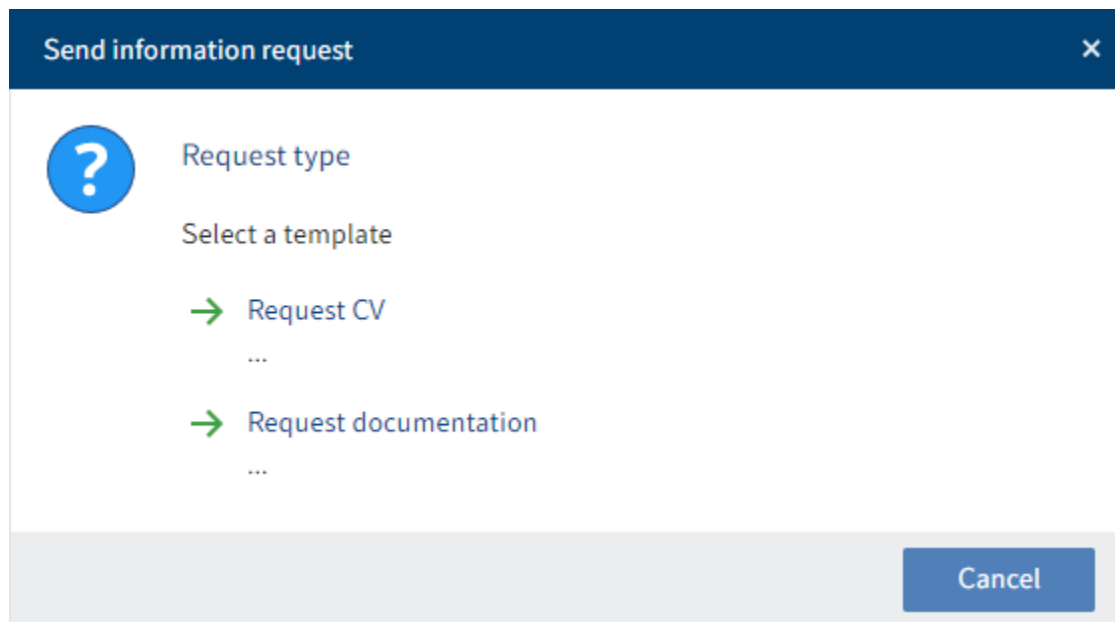 Send information request
Request type
Select a template
Request CV
...
Request documentation
...
Cancel